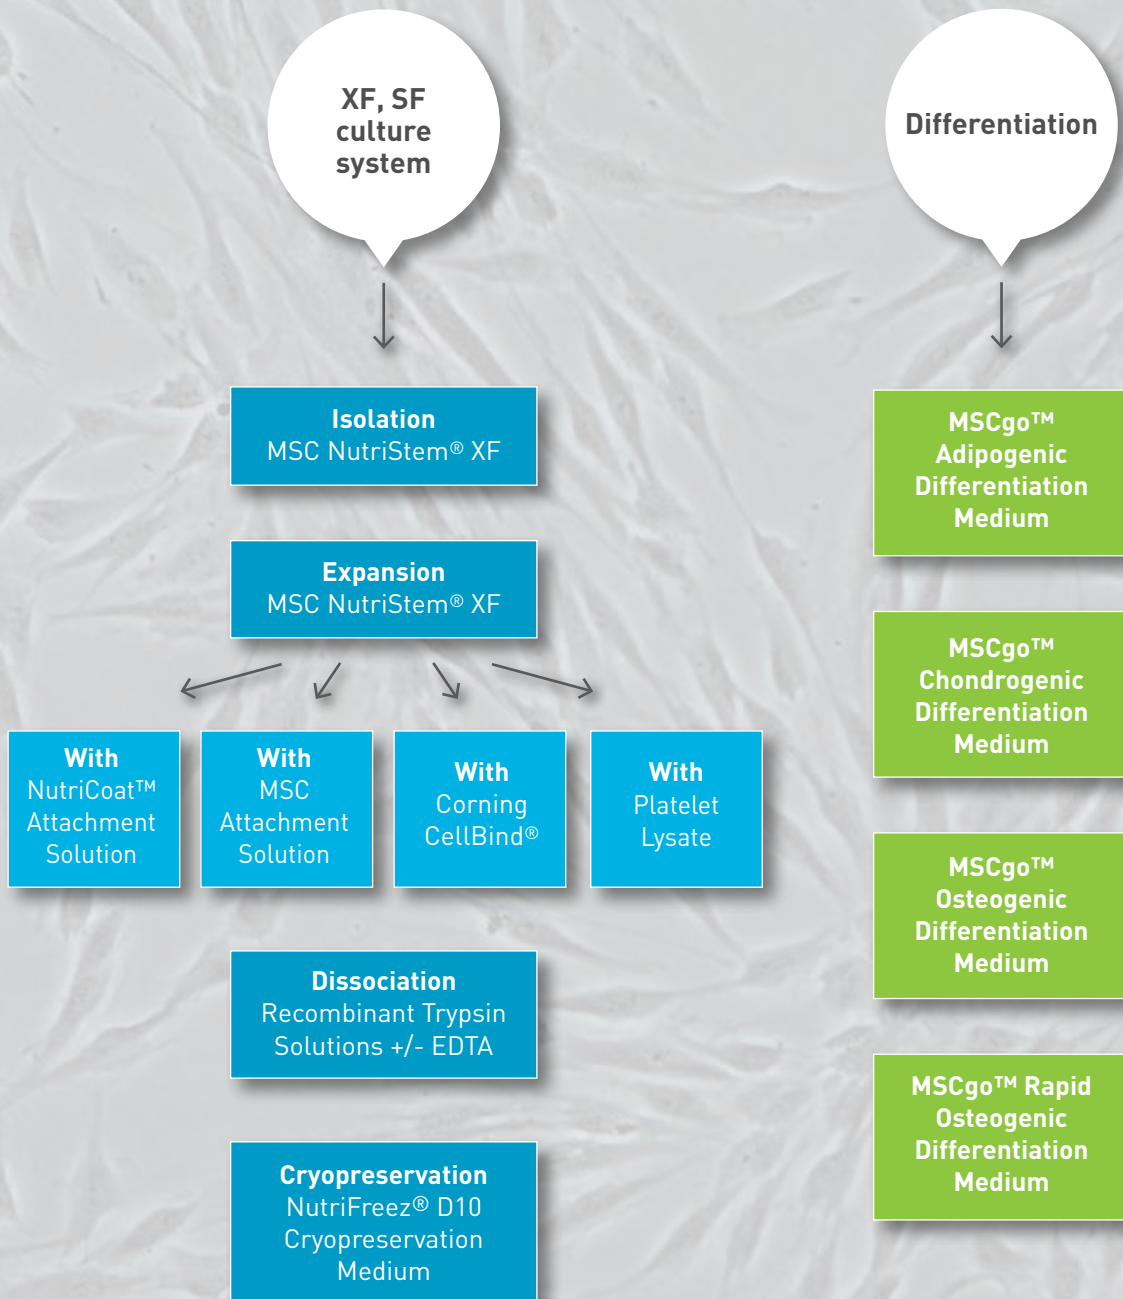 XF, SF
culture
system
Isolation
MSC NutriStem® XF
Expansion
MSC NutriStem® XF
With
NutriCoat™
Attachment
Solution
With
MSC
Attachment
Solution
With
Corning
CellBind®
With
Platelet
Lysate
Dissociation
Recombinant Trypsin
Solutions +/- EDTA
Cryopreservation
NutriFreez® D10
Cryopreservation
Medium
Differentiation
MSCgo™
Adipogenic
Differentiation
Medium
MSCgo™
Chondrogenic
Differentiation
Medium
MSCgo™
Osteogenic
Differentiation
Medium
MSCgo™ Rapid
Osteogenic
Differentiation
Medium